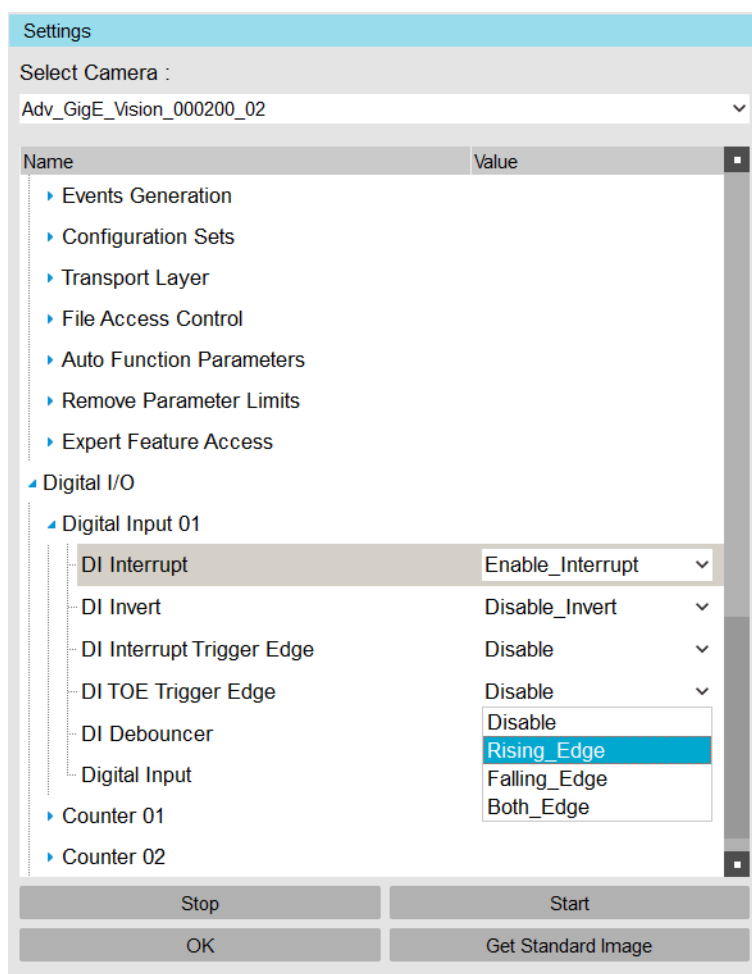 Settings
Select Camera :
Adv_GigE_Vision_000200_02
Name Value
Events Generation
Configuration Sets
Transport Layer
File Access Control
Auto Function Parameters
Remove Parameter Limits
Expert Feature Access
Digital I/O
Digital Input 01
DI Interrupt Enable_Interrupt
DI Invert Disable_Invert
DI Interrupt Trigger Edge Disable
DI TOE Trigger Edge Disable
Disable
DI Debouncer Rising_Edge
Digital Input Falling_Edge
Both_Edge
Counter 01
Counter 02
Stop Start
OK Get Standard Image